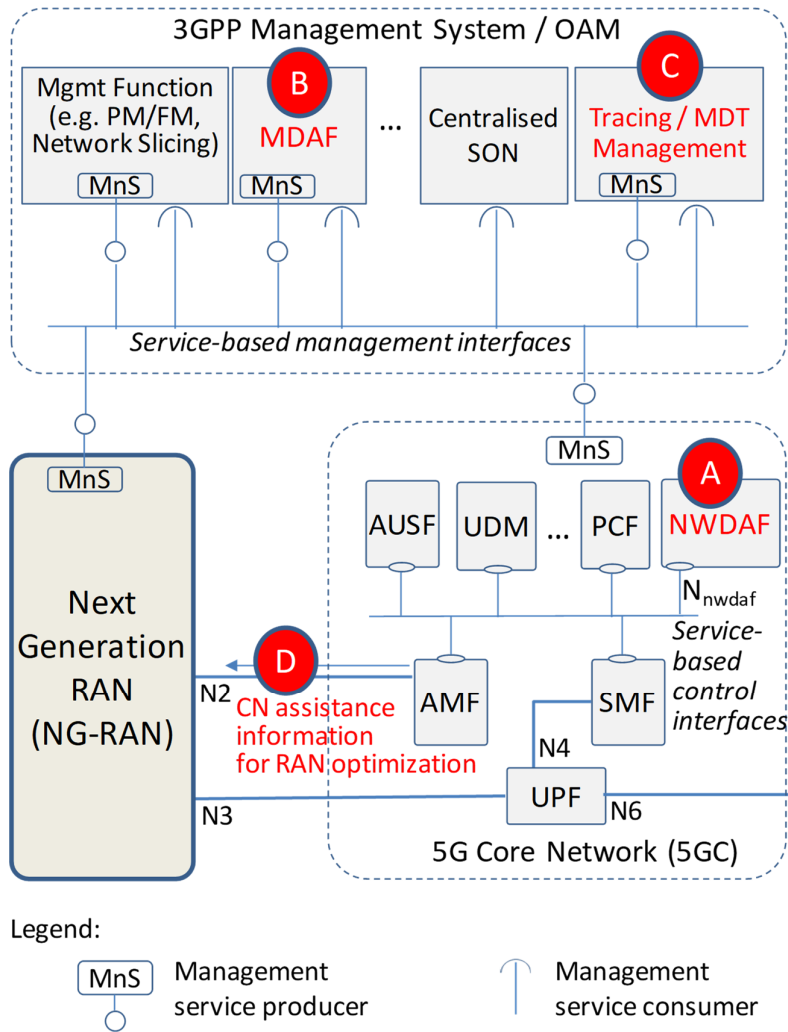 3GPP Management System / OAM
Mgmt Function
(e.g. PM/FM,
Network Slicing)
MnS
B
MDAF
MnS
...
Centralised
SON
C
Tracing / MDT
Management
MnS
Service-based management interfaces
MnS
MnS
Next
Generation
RAN
(NG-RAN)
AUSF
UDM
...
PCF
A
NWDAF
Nnwdaf
Service-
based
control
interfaces
D
N2
CN assistance
information
for RAN optimization
AMF
SMF
N4
N3
UPF
N6
5G Core Network (5GC)
Legend:
MnS
Management
service producer
Management
service consumer